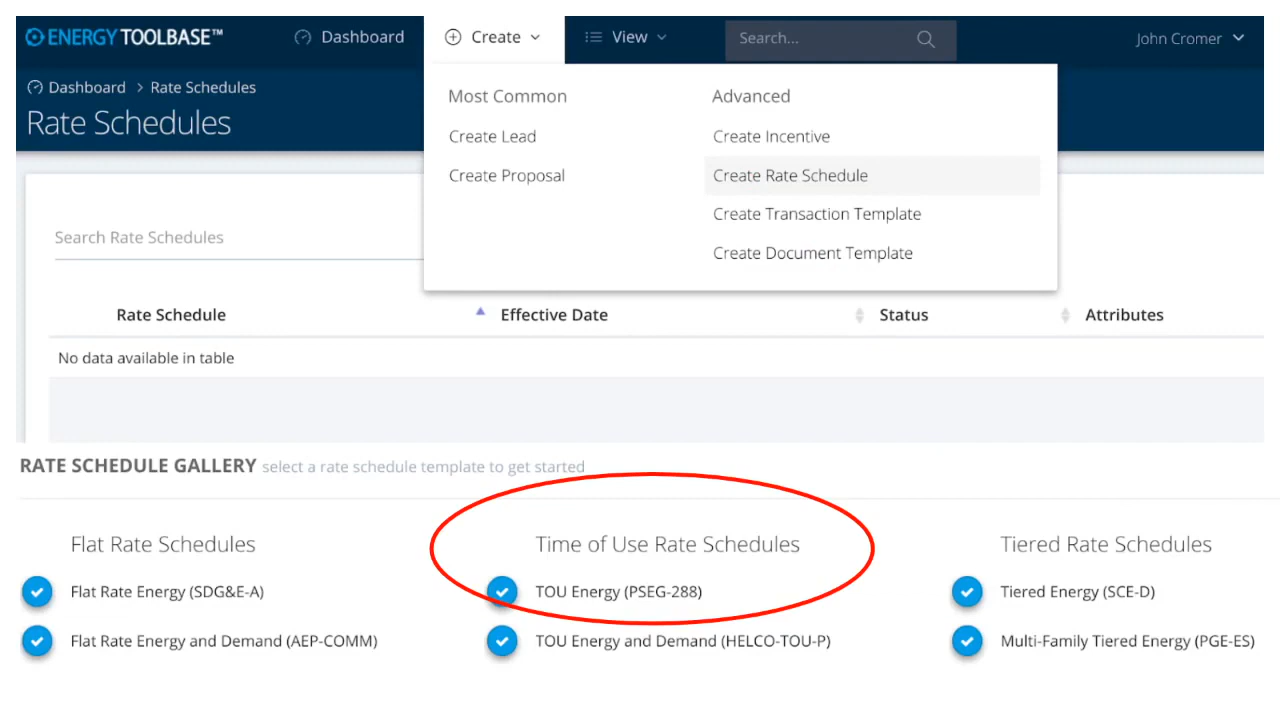 ENERGY TOOLBASE™ Dashboard Create View Search... John Cromer
Dashboard > Rate Schedules
Rate Schedules
Most Common Advanced
Create Lead Create Incentive
Create Proposal Create Rate Schedule
Create Transaction Template
Create Document Template
Search Rate Schedules
Rate Schedule Effective Date Status Attributes
No data available in table
RATE SCHEDULE GALLERY select a rate schedule template to get started
Flat Rate Schedules Time of Use Rate Schedules Tiered Rate Schedules
Flat Rate Energy (SDG&E-A) TOU Energy (PSEG-288) Tiered Energy (SCE-D)
Flat Rate Energy and Demand (AEP-COMM) TOU Energy and Demand (HELCO-TOU-P) Multi-Family Tiered Energy (PGE-ES)